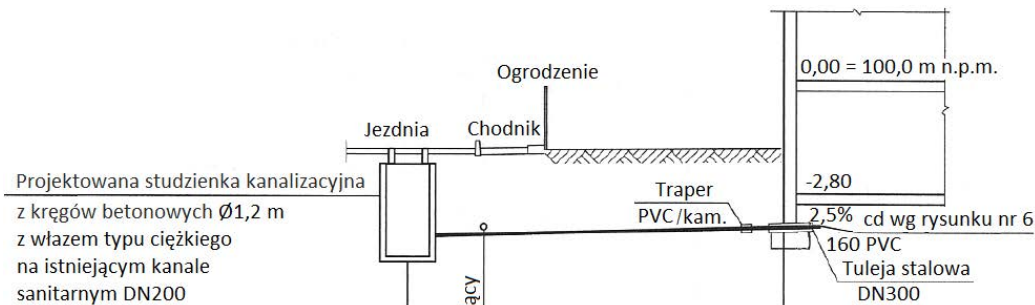 0,00 = 100,0 m n.p.m.
Ogrodzenie
Jezdnia
Chodnik
Projektowana studzienka kanalizacyjna
z kręgów betonowych Ø1,2 m
z włazem typu ciężkiego
na istniejącym kanale
sanitarnym DN200
Traper
PVC/kam.
-2,80
2,5% cd wg rysunku nr 6
160 PVC
Tuleja stalowa
DN300
ący